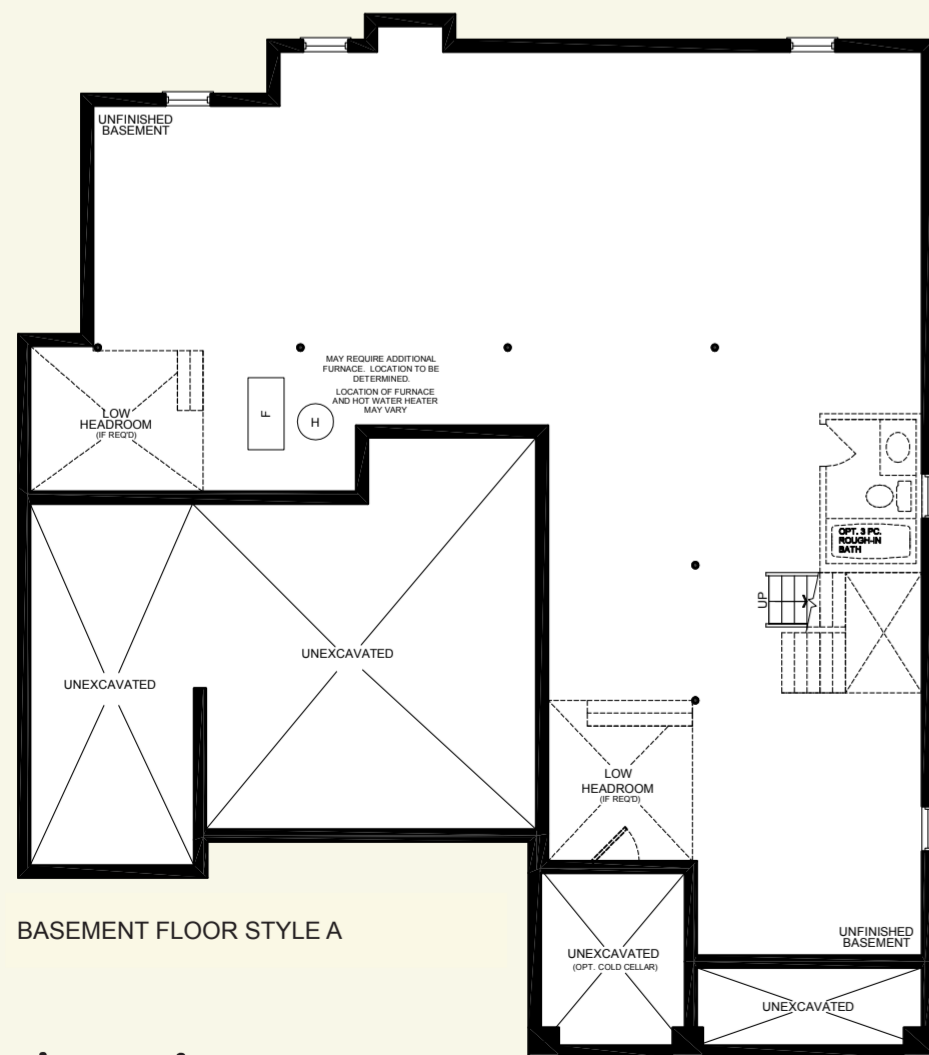 UNFINISHED
BASEMENT
MAY REQUIRE ADDITIONAL
FURNACE. LOCATION TO BE
DETERMINED.
LOCATION OF FURNACE
AND HOT WATER HEATER
MAY VARY
F
H
LOW
HEADROOM
(IF REQ'D)
OPT. 3 PC.
ROUGH-IN
BATH
UP
UNEXCAVATED
UNEXCAVATED
LOW
HEADROOM
(IF REQ'D)
BASEMENT FLOOR STYLE A
UNFINISHED
BASEMENT
UNEXCAVATED
(OPT. COLD CELLAR)
UNEXCAVATED